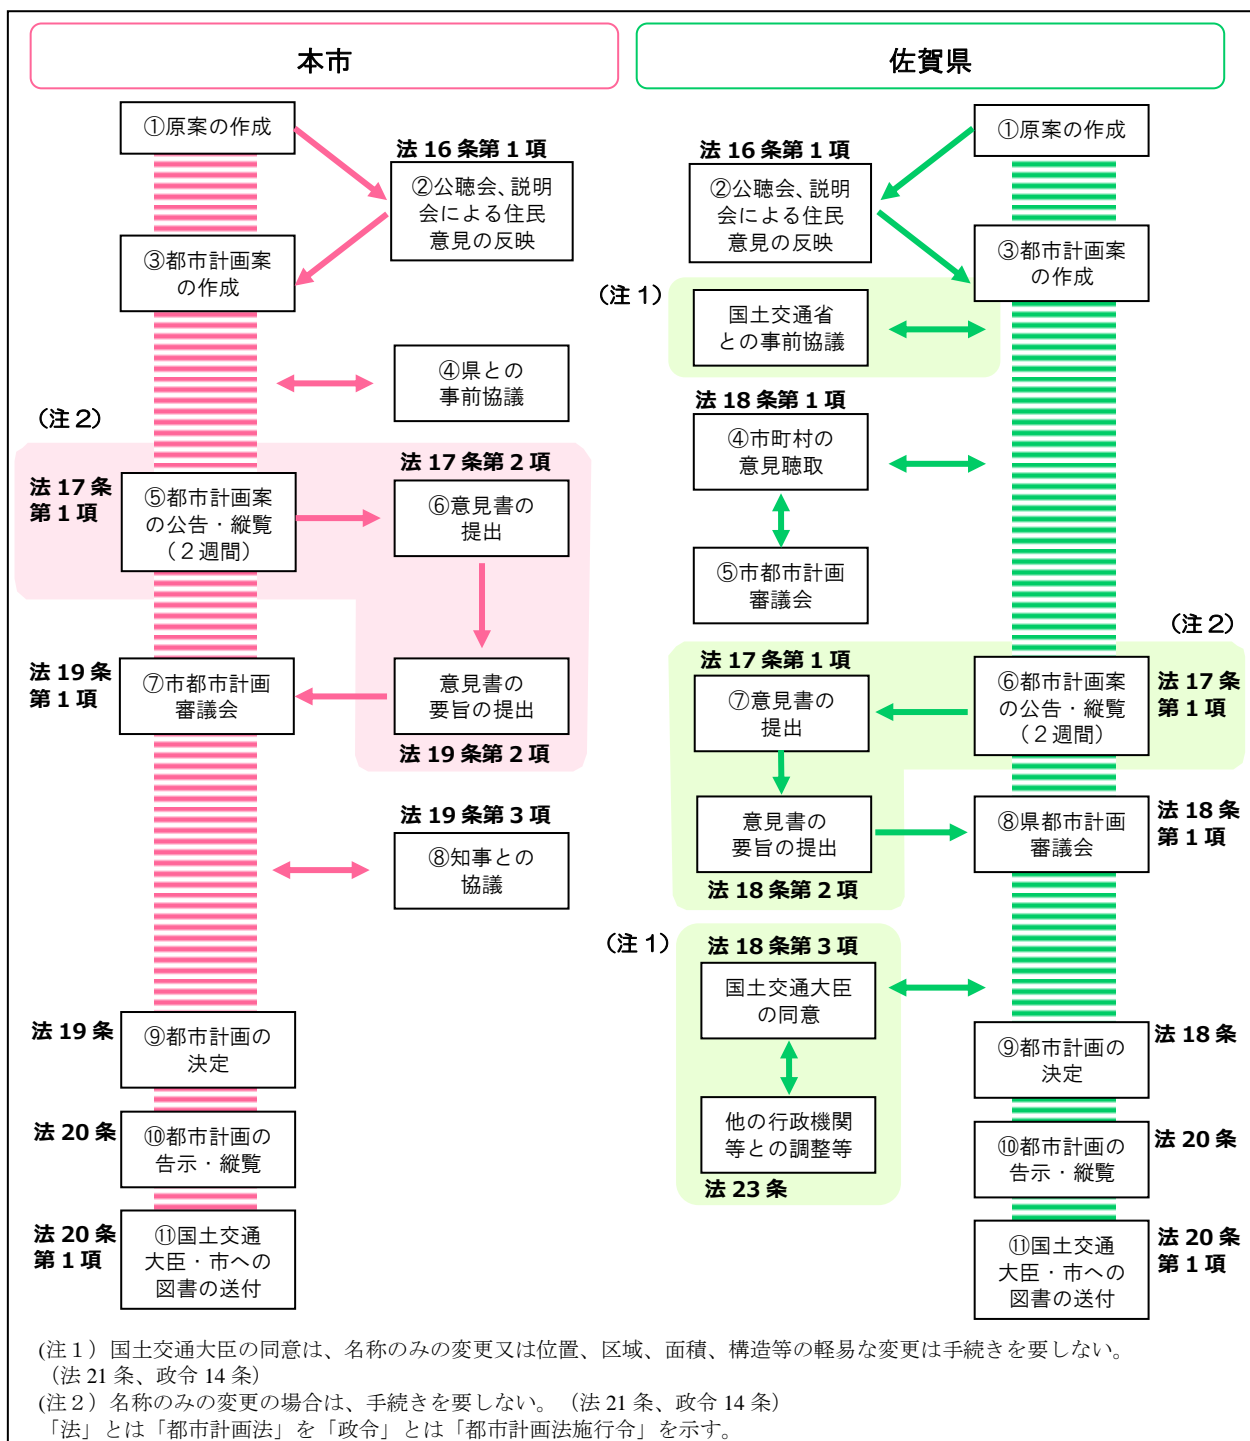 本市
①原案の作成
法 16 条第 1 項
②公聴会、説明
会による住民
意見の反映
③都市計画案
の作成
④県との
事前協議
（注２）
法 17 条
第 1 項
⑤都市計画案
の公告・縦覧
（２週間）
法 17 条第 2 項
⑥意見書の
提出
法 19 条
第 1 項
⑦市都市計画
審議会
意見書の
要旨の提出
法 19 条第 2 項
法 19 条第 3 項
⑧知事との
協議
法 19 条
⑨都市計画の
決定
法 20 条
⑩都市計画の
告示・縦覧
法 20 条
第 1 項
⑪国土交通
大臣・市への
図書の送付
佐賀県
①原案の作成
法 16 条第 1 項
②公聴会、説明
会による住民
意見の反映
③都市計画案
の作成
（注１）
国土交通省
との事前協議
法 18 条第 1 項
④市町村の
意見聴取
⑤市都市計画
審議会
（注２）
法 17 条第 1 項
⑦意見書の
提出
⑥都市計画案
の公告・縦覧
（２週間）
法 17 条
第 1 項
意見書の
要旨の提出
法 18 条第 2 項
⑧県都市計画
審議会
法 18 条
第 1 項
（注１）
法 18 条第 3 項
国土交通大臣
の同意
他の行政機関
等との調整等
法 23 条
⑨都市計画の
決定
法 18 条
⑩都市計画の
告示・縦覧
法 20 条
⑪国土交通
大臣・市への
図書の送付
法 20 条
第 1 項
(注１）国土交通大臣の同意は、名称のみの変更又は位置、区域、面積、構造等の軽易な変更は手続きを要しない。
（法 21 条、政令 14 条）
(注２）名称のみの変更の場合は、手続きを要しない。（法 21 条、政令 14 条）
「法」とは「都市計画法」を「政令」とは「都市計画法施行令」を示す。